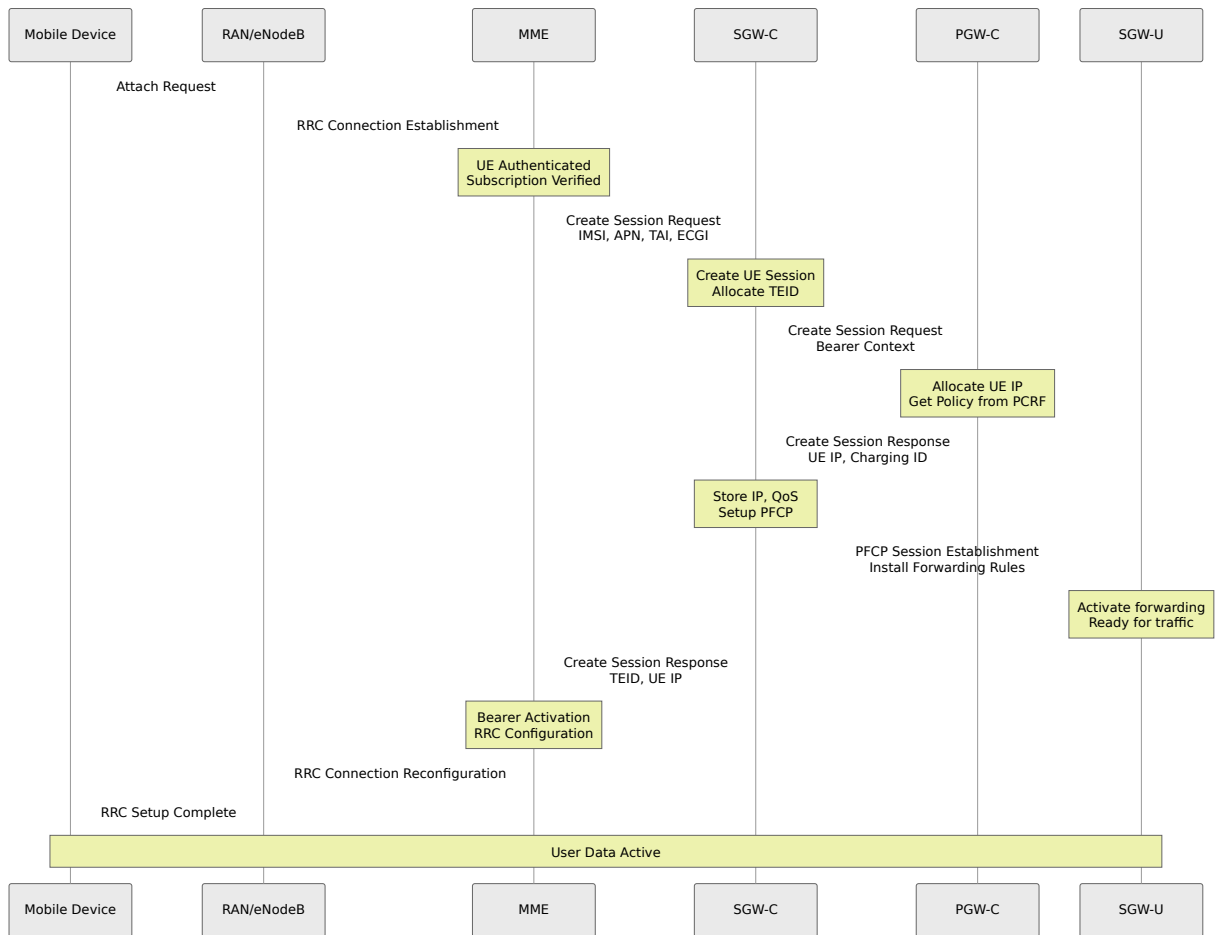 Mobile Device
RAN/eNodeB
MME
SGW-C
PGW-C
SGW-U
Attach Request
RRC Connection Establishment
UE Authenticated
Subscription Verified
Create Session Request
IMSI, APN, TAI, ECGI
Create UE Session
Allocate TEID
Create Session Request
Bearer Context
Allocate UE IP
Get Policy from PCRF
Create Session Response
UE IP, Charging ID
Store IP, QoS
Setup PFCP
PFCP Session Establishment
Install Forwarding Rules
Activate forwarding
Ready for traffic
Create Session Response
TEID, UE IP
Bearer Activation
RRC Configuration
RRC Connection Reconfiguration
RRC Setup Complete
User Data Active
Mobile Device
RAN/eNodeB
MME
SGW-C
PGW-C
SGW-U